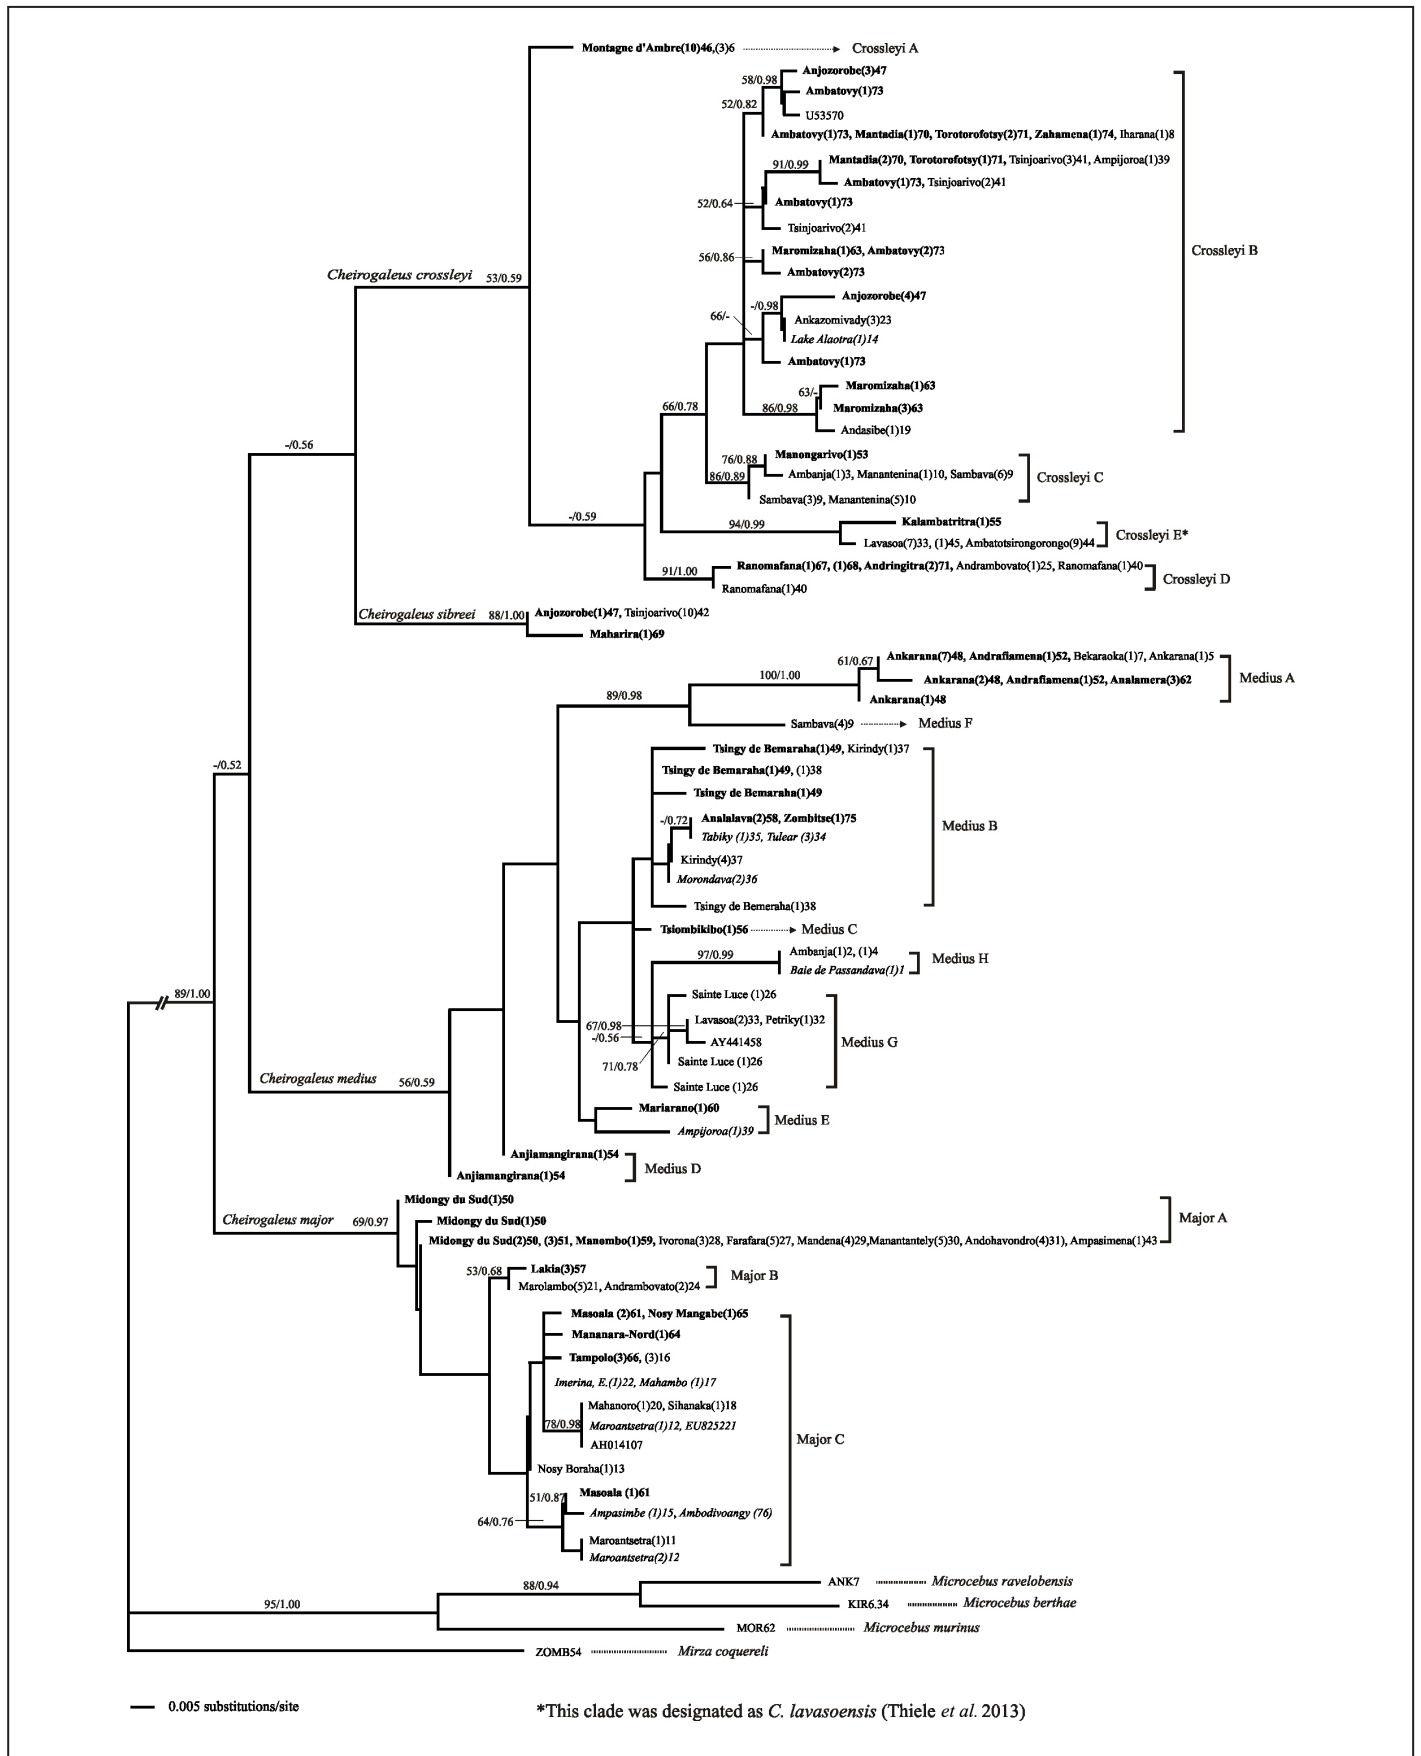 Montagne d'Ambre(10)46,(3)6 Crossleyi A
58/0.98 Anjozorobe(3)47
52/0.82 Ambatovy(1)73
U53570
Ambatovy(1)73, Mantadia(1)70, Torotorofotsy(2)71, Zahamena(1)74, Iharana(1)8
91/0.99 Mantadia(2)70, Torotorofotsy(1)71, Tsinjoarivo(3)41, Ampijoroa(1)39
Ambatovy(1)73, Tsinjoarivo(2)41
52/0.64 Ambatovy(1)73
Tsinjoarivo(2)41
Crossleyi B
56/0.86 Maromizaha(1)63, Ambatovy(2)73
Ambatovy(2)73
Cheirogaleus crossleyi 53/0.59
-/0.98 Anjozorobe(4)47
66/- Ankazomivady(3)23
Lake Alaotra(1)14
Ambatovy(1)73
63/- Maromizaha(1)63
66/0.78 86/0.98 Maromizaha(3)63
Andasibe(1)19
-/0.56
76/0.88 Manongarivo(1)53
86/0.89 Ambanja(1)3, Manantenina(1)10, Sambava(6)9 Crossleyi C
Sambava(3)9, Manantenina(5)10
-/0.59 94/0.99 Kalambatritra(1)55
Lavasoa(7)33, (1)45, Ambatotsirongorongo(9)44 Crossleyi E*
91/1.00 Ranomafana(1)67, (1)68, Andringitra(2)71, Andrambovato(1)25, Ranomafana(1)40 Crossleyi D
Ranomafana(1)40
Cheirogaleus sibreei 88/1.00 Anjozorobe(1)47, Tsinjoarivo(10)42
Maharira(1)69
61/0.67 Ankarana(7)48, Andrafiamena(1)52, Bekaraoka(1)7, Ankarana(1)5
100/1.00 Ankarana(2)48, Andrafiamena(1)52, Analamera(3)62 Medius A
89/0.98 Ankarana(1)48
Sambava(4)9 Medius F
Tsingy de Bemaraha(1)49, Kirindy(1)37
-/0.52 Tsingy de Bemaraha(1)49, (1)38
Tsingy de Bemaraha(1)49
-/0.72 Analalava(2)58, Zombitse(1)75
Medius B
Tabiky (1)35, Tulear (3)34
Kirindy(4)37
Morondava(2)36
Tsingy de Bemeraha(1)38
Tsiombikibo(1)56 Medius C
97/0.99 Ambanja(1)2, (1)4 Medius H
Baie de Passandava(1)1
89/1.00 Sainte Luce (1)26
67/0.98 Lavasoa(2)33, Petriky(1)32
-/0.56 AY441458 Medius G
71/0.78 Sainte Luce (1)26
Cheirogaleus medius 56/0.59 Sainte Luce (1)26
Mariarano(1)60
Medius E
Ampijoroa(1)39
Anjiamangirana(1)54
Medius D
Anjiamangirana(1)54
Midongy du Sud(1)50
Cheirogaleus major 69/0.97 Midongy du Sud(1)50 Major A
Midongy du Sud(2)50, (3)51, Manombo(1)59, Ivorona(3)28, Farafara(5)27, Mandena(4)29,Manantantely(5)30, Andohavondro(4)31), Ampasimena(1)43
53/0.68 Lakia(3)57
Major B
Marolambo(5)21, Andrambovato(2)24
Masoala (2)61, Nosy Mangabe(1)65
Mananara-Nord(1)64
Tampolo(3)66, (3)16
Imerina, E.(1)22, Mahambo (1)17
Mahanoro(1)20, Sihanaka(1)18
78/0.98 Maroantsetra(1)12, EU825221
Major C
AH014107
Nosy Boraha(1)13
51/0.87 Masoala (1)61
Ampasimbe (1)15, Ambodivoangy (76)
64/0.76
Maroantsetra(1)11
Maroantsetra(2)12
88/0.94 ANK7 Microcebus ravelobensis
95/1.00 KIR6.34 Microcebus berthae
MOR62 Microcebus murinus
ZOMB54 Mirza coquereli
0.005 substitutions/site
*This clade was designated as C. lavasoensis (Thiele et al. 2013)